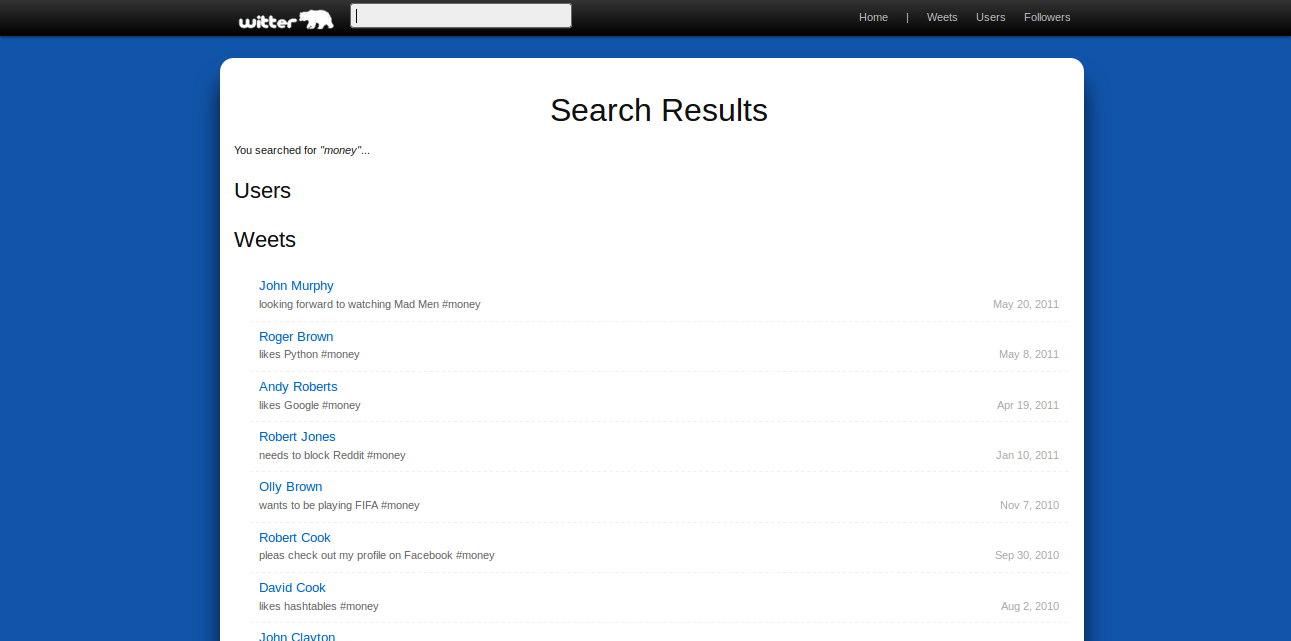 witter
Home | Weets Users Followers
Search Results
You searched for "money"...
Users
Weets
John Murphy
looking forward to watching Mad Men #money May 20, 2011
Roger Brown
likes Python #money May 8, 2011
Andy Roberts
likes Google #money Apr 19, 2011
Robert Jones
needs to block Reddit #money Jan 10, 2011
Olly Brown
wants to be playing FIFA #money Nov 7, 2010
Robert Cook
pleas check out my profile on Facebook #money Sep 30, 2010
David Cook
likes hashtables #money Aug 2, 2010
John Clayton